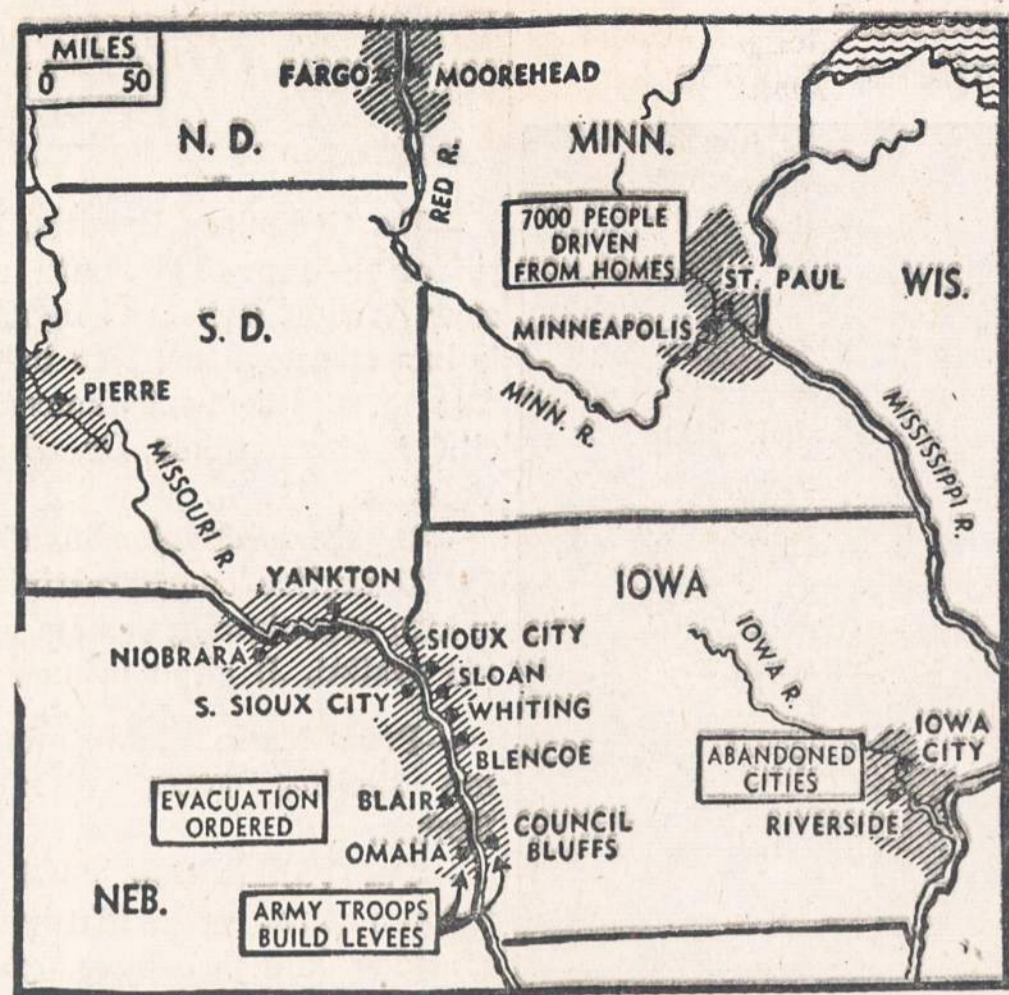 MILES
0 50
FARGO
MOOREHEAD
N. D.
MINN.
RED R.
7000 PEOPLE
DRIVEN
FROM HOMES
ST. PAUL
WIS.
S. D.
MINNEAPOLIS
PIERRE
MINN. R.
MISSISSIPPI R.
MISSOURI R.
YANKTON
IOWA
NIOBRARA
SIOUX CITY
IOWA R.
S. SIOUX CITY
SLOAN
WHITING
IOWA
CITY
BLENCOE
ABANDONED
CITIES
EVACUATION
ORDERED
BLAIR
RIVERSIDE
COUNCIL
BLUFFS
OMAHA
NEB.
ARMY TROOPS
BUILD LEVEES